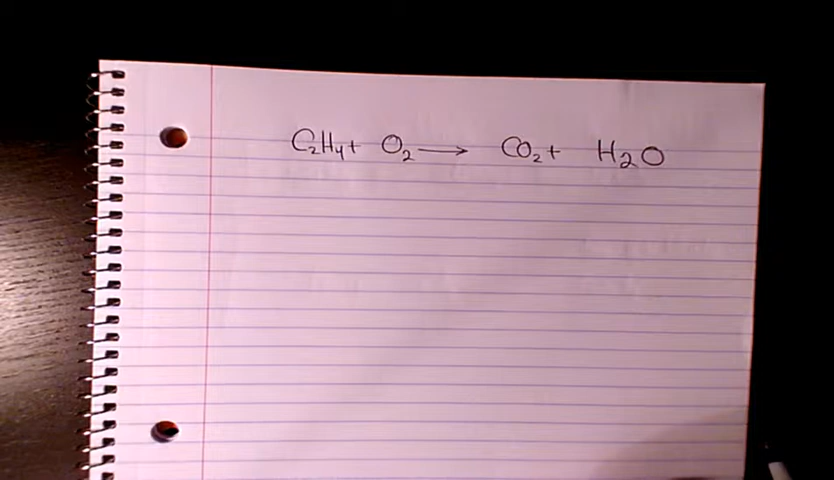 C₂H₄ + O₂ → CO₂ + H₂O